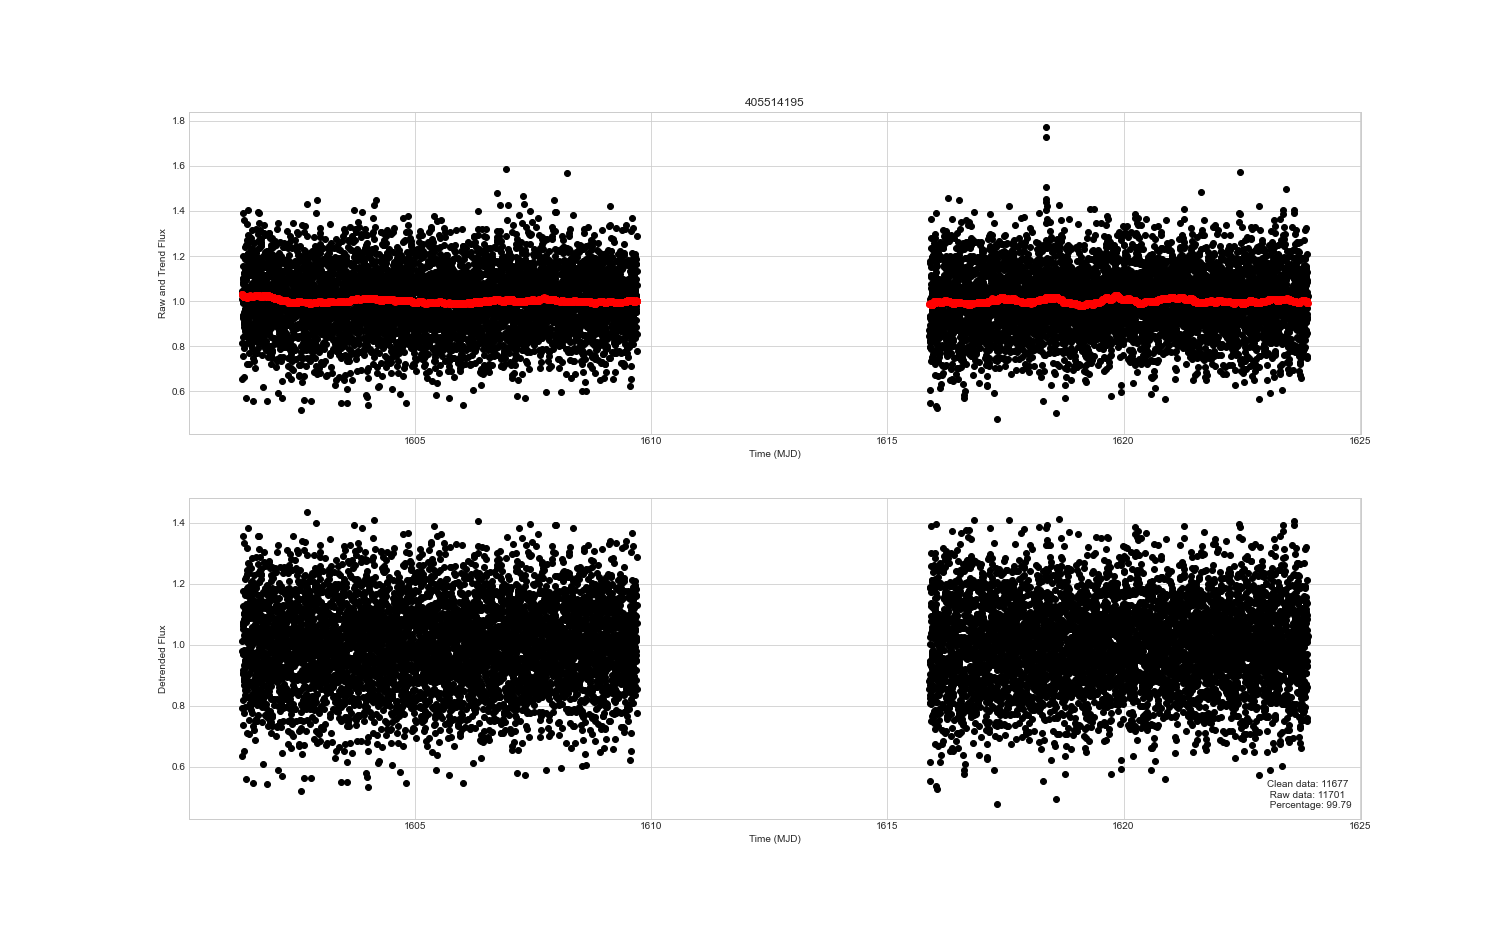 405514195
1.8
1.6
1.4
1.2
1.0
0.8
0.6
Raw and Trend Flux
1605 1610 1615 1620 1625
Time (MJD)
1.4
1.2
1.0
0.8
0.6
Detrended Flux
Clean data: 11677
Raw data: 11701
Percentage: 99.79
1605 1610 1615 1620 1625
Time (MJD)